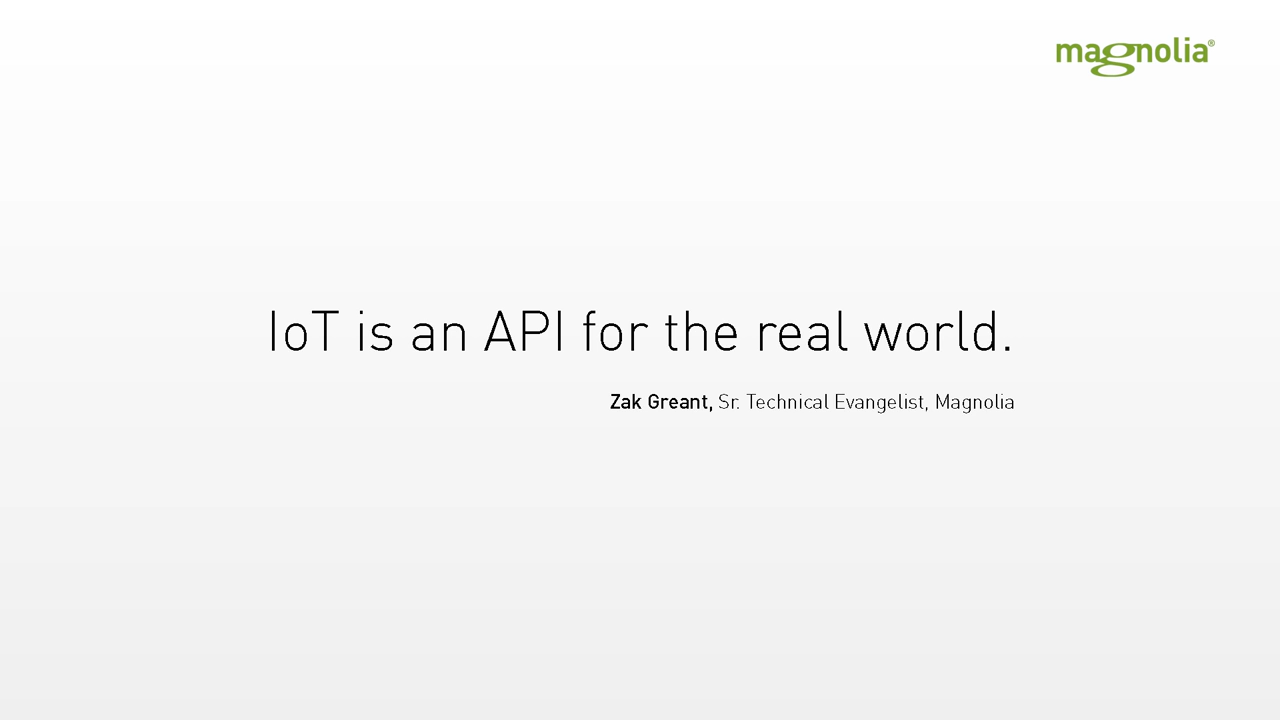 magnolia®
IoT is an API for the real world.
Zak Greant, Sr. Technical Evangelist, Magnolia